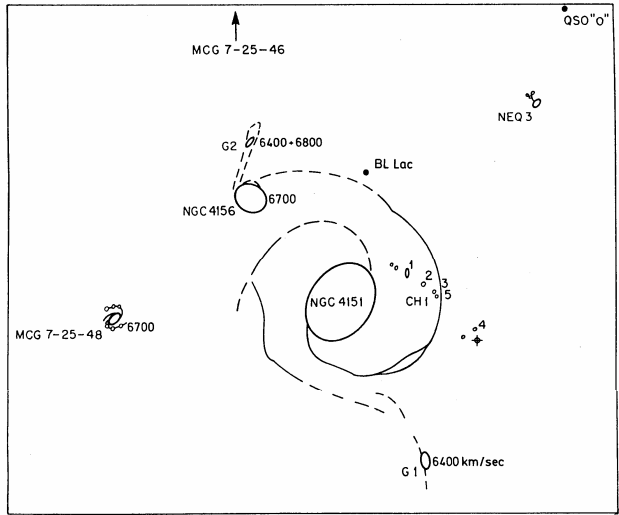 QSO "O"
MCG 7-25-46
NEQ 3
G2 6400+6800
BL Lac
NGC 4156 6700
1
2
3
NGC 4151 CH 1 5
MCG 7-25-48 6700
4
G 1 6400 km/sec